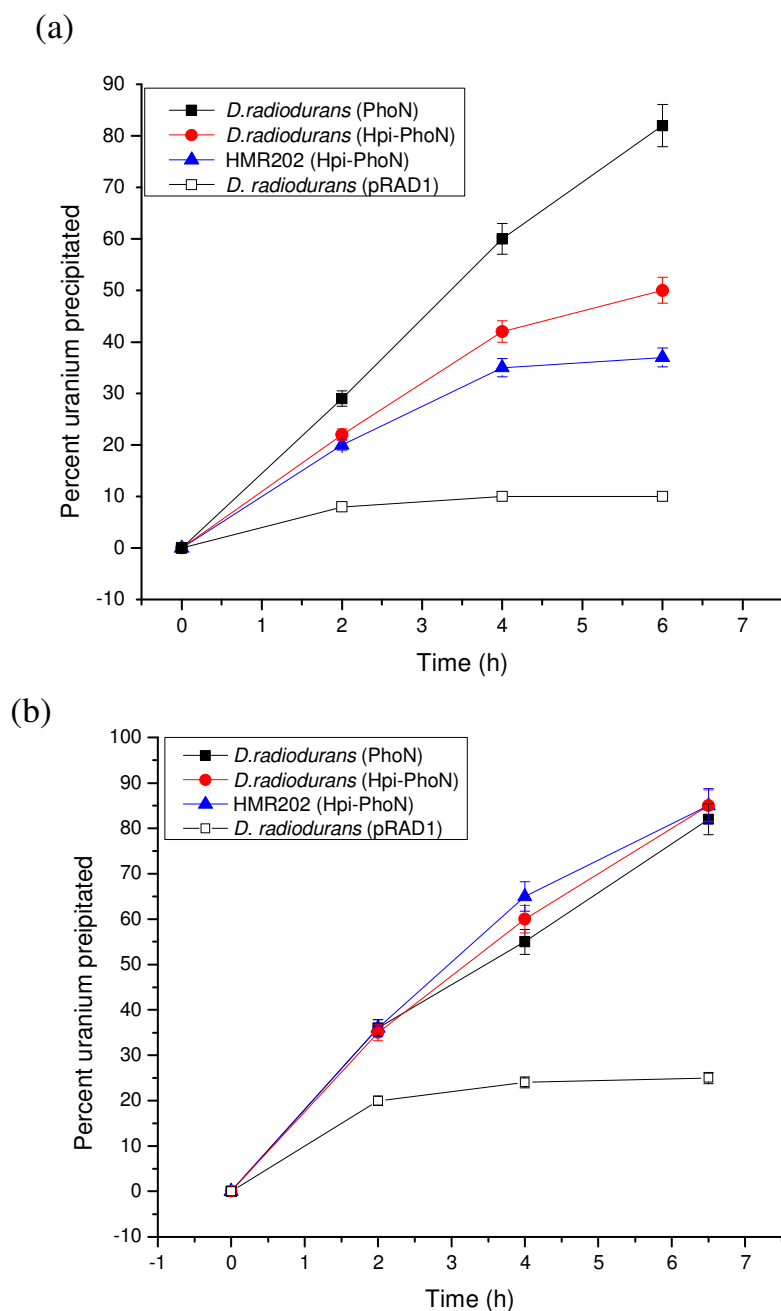 (a)
90
80
70
60
50
40
30
20
10
0
-10
Percent uranium precipitated
D.radiodurans (PhoN)
D.radiodurans (Hpi-PhoN)
HMR202 (Hpi-PhoN)
D. radiodurans (pRAD1)
0 1 2 3 4 5 6 7
Time (h)
(b)
100
90
80
70
60
50
40
30
20
10
0
-10
Percent uranium preipitated
D.radiodurans (PhoN)
D.radiodurans (Hpi-PhoN)
HMR202 (Hpi-PhoN)
D. radiodurans (pRAD1)
-1 0 1 2 3 4 5 6 7
Time (h)